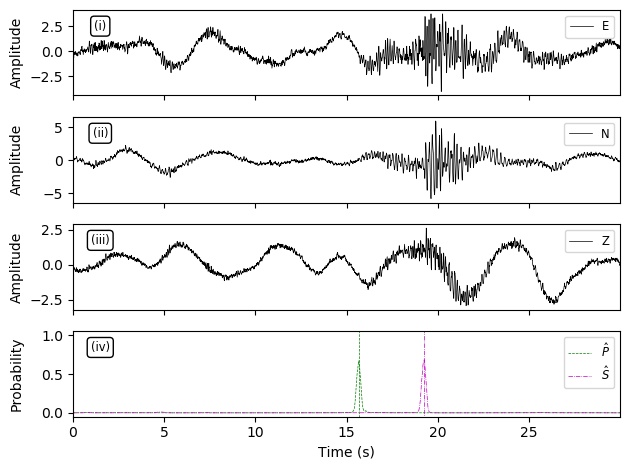 (i)
E
2.5
0.0
−2.5
Amplitude
(ii)
N
5
0
−5
Amplitude
(iii)
Z
2.5
0.0
−2.5
Amplitude
(iv)
P̂
Ŝ
1.0
0.5
0.0
Probability
0 5 10 15 20 25
Time (s)